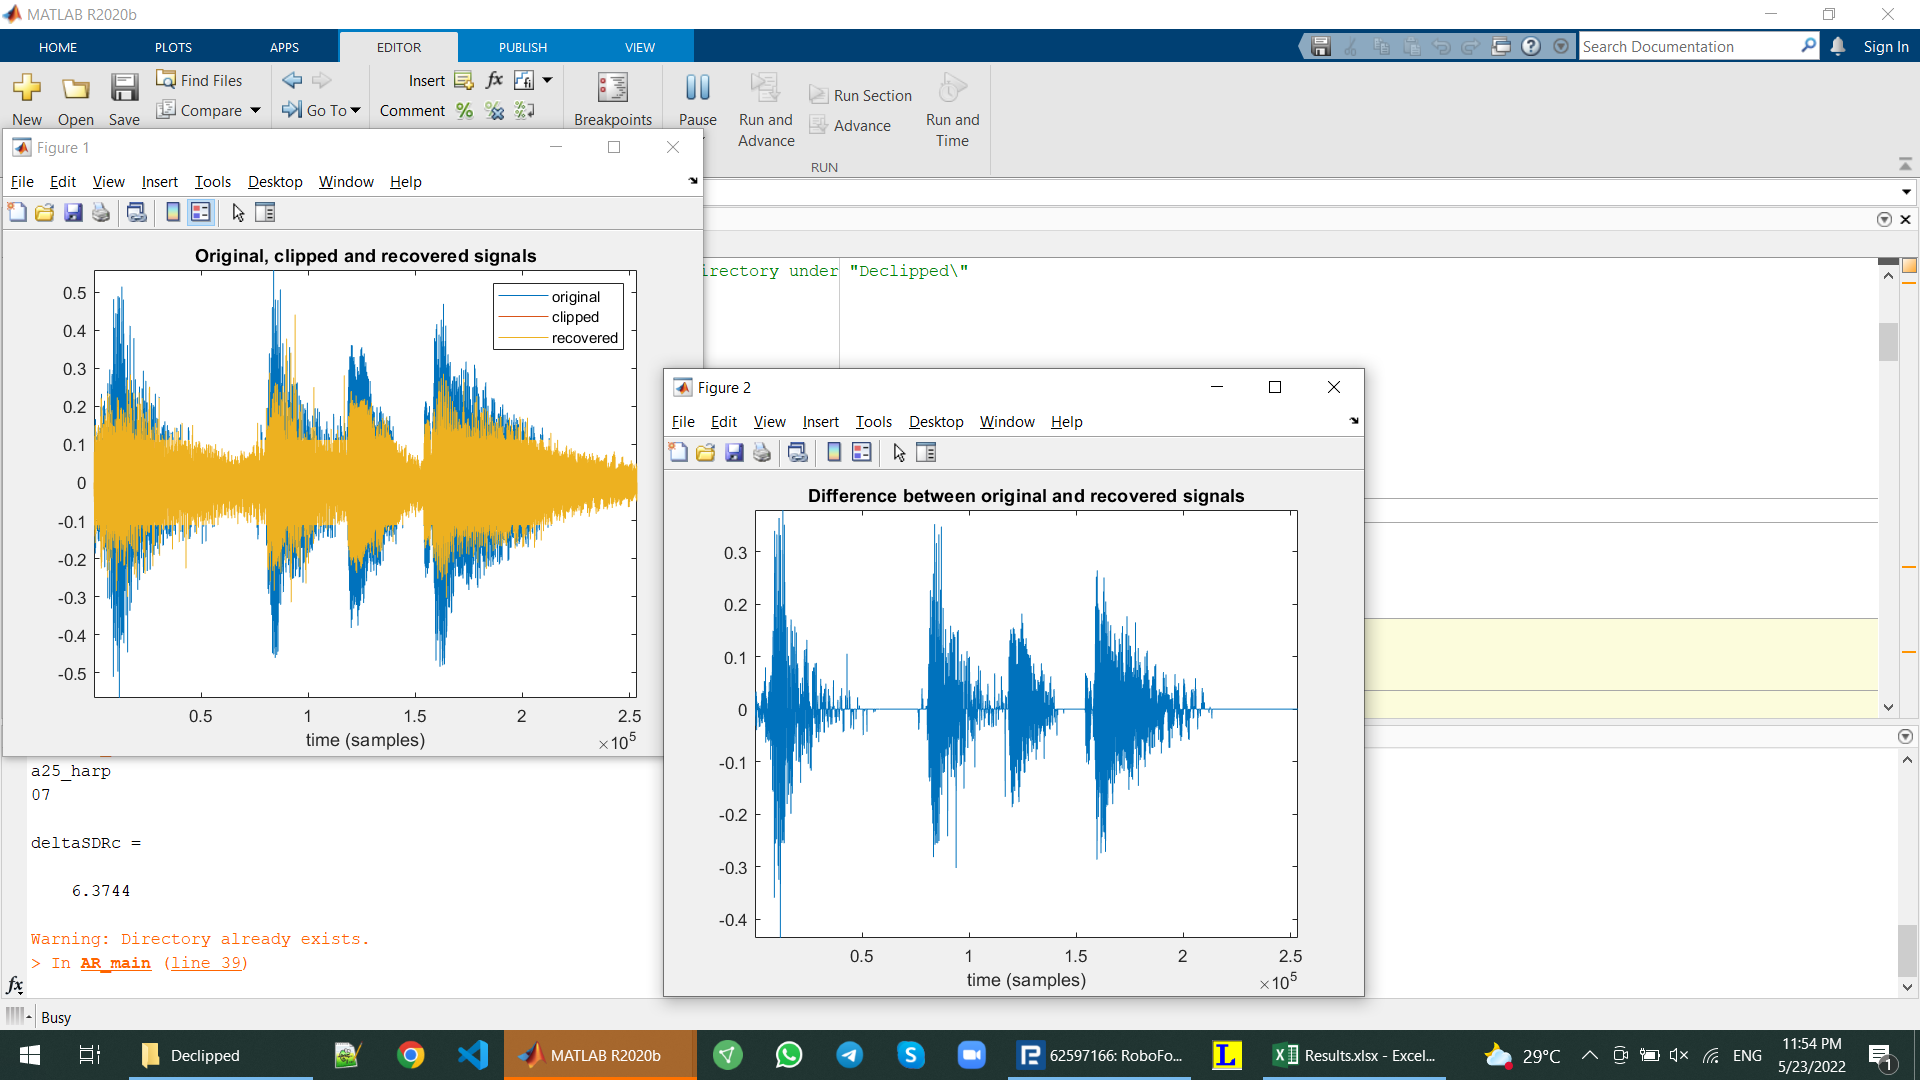 MATLAB R2020b
HOME PLOTS APPS EDITOR PUBLISH VIEW
Search Documentation
Sign In
New Open Save
Find Files
Compare
Go To
Insert
fx
fi
Comment
Breakpoints
Pause
Run and
Advance
Run Section
Advance
Run and
Time
RUN
irectory under "Declipped\"
Figure 1
File Edit View Insert Tools Desktop Window Help
Original, clipped and recovered signals
original
clipped
recovered
0.5
0.4
0.3
0.2
0.1
0
-0.1
-0.2
-0.3
-0.4
-0.5
0.5 1 1.5 2 2.5
time (samples)
×10^5
Figure 2
File Edit View Insert Tools Desktop Window Help
Difference between original and recovered signals
0.3
0.2
0.1
0
-0.1
-0.2
-0.3
-0.4
0.5 1 1.5 2 2.5
time (samples)
×10^5
a25_harp
07
deltaSDRc =
6.3744
Warning: Directory already exists.
> In AR_main (line 39)
fx
Busy
Declipped
MATLAB R2020b
62597166: RoboFo...
Results.xlsx - Excel...
29°C
ENG
11:54 PM
5/23/2022
1